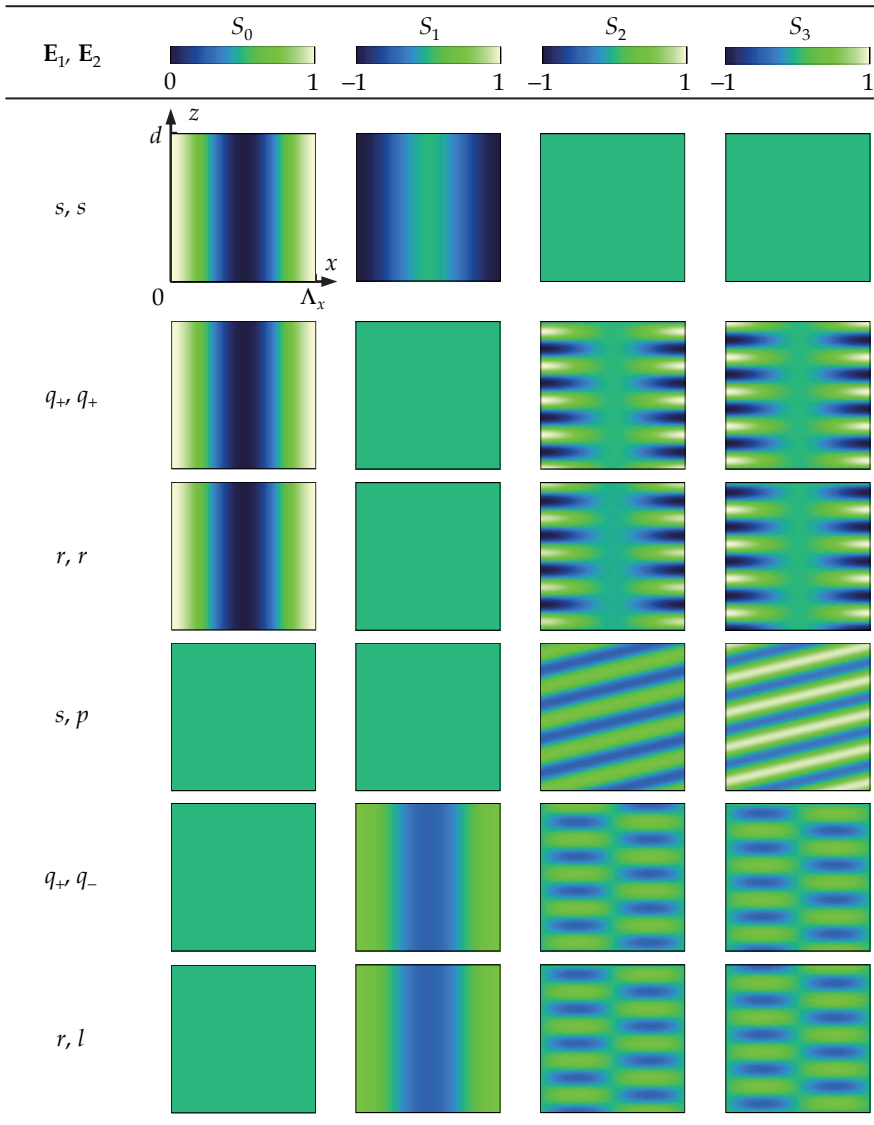 E₁, E₂ S₀ S₁ S₂ S₃
0 1 −1 1 −1 1 −1 1
z
d
s, s
x
0 Λₓ
q₊, q₊
r, r
s, p
q₊, q₋
r, l